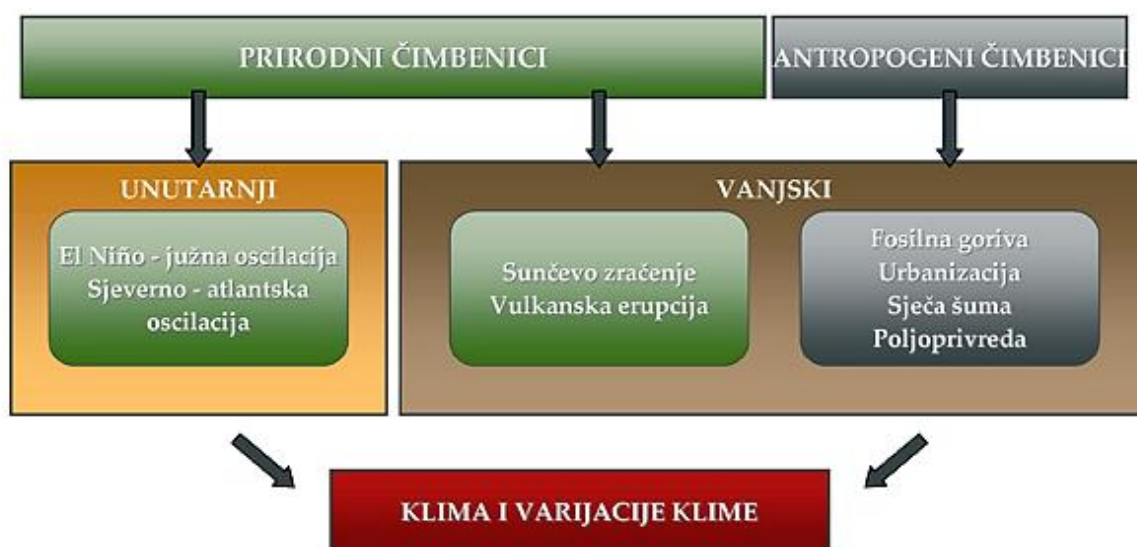 PRIRODNI ČIMBENICI
ANTROPOGENI ČIMBENICI
UNUTARNJI
El Niño - južna oscilacija
Sjeverno - atlantska
oscilacija
VANJSKI
Sunčevo zračenje
Vulkanska erupcija
Fosilna goriva
Urbanizacija
Sječa šuma
Poljoprivreda
KLIMA I VARIJACIJE KLIME